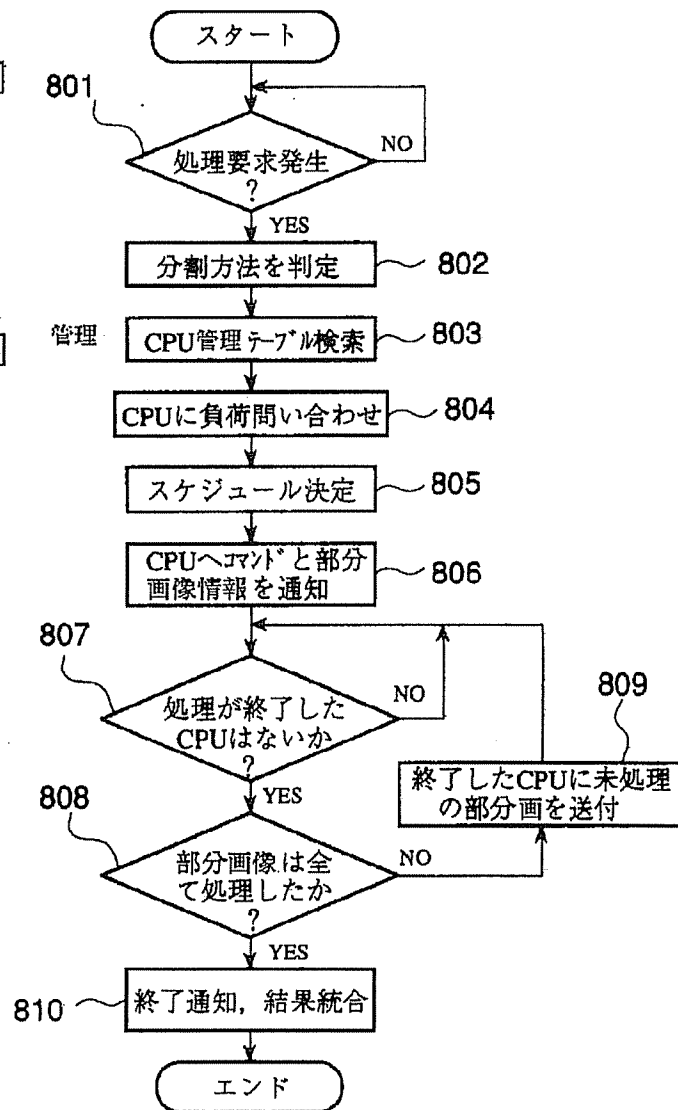 スタート
801
処理要求発生
?
NO
YES
分割方法を判定
802
管理
CPU管理テーブル検索
803
CPUに負荷問い合わせ
804
スケジュール決定
805
CPUへコマンドと部分
画像情報を通知
806
807
処理が終了した
CPUはないか
?
NO
YES
809
終了したCPUに未処理
の部分画を送付
808
部分画像は全
て処理したか
?
NO
YES
810
終了通知,結果統合
エンド